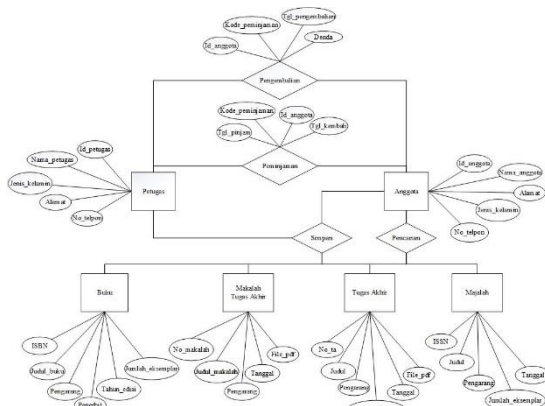 Tgl_pengembalian
Kode_peminjaman
Denda
Id_anggota
Pengembalian
Kode_peminjaman
Id_anggota
Tgl_pinjam
Tgl_kembali
Peminjaman
Id_petugas
Nama_petugas
Jenis_kelamin
Alamat
No_telpon
Petugas
Anggota
Id_anggota
Nama_anggota
Alamat
Jenis_kelamin
No_telpon
Simpan
Pencarian
Buku
Makalah
Tugas Akhir
Tugas Akhir
Majalah
ISBN
Judul_buku
Pengarang
Penerbit
Tahun_edisi
Jumlah_eksemplar
No_makalah
Judul_makalah
Pengarang
Tanggal
File_pdf
No_ta
Judul
Pengarang
Tanggal
File_pdf
ISSN
Judul
Pengarang
Jumlah_eksemplar
Tanggal